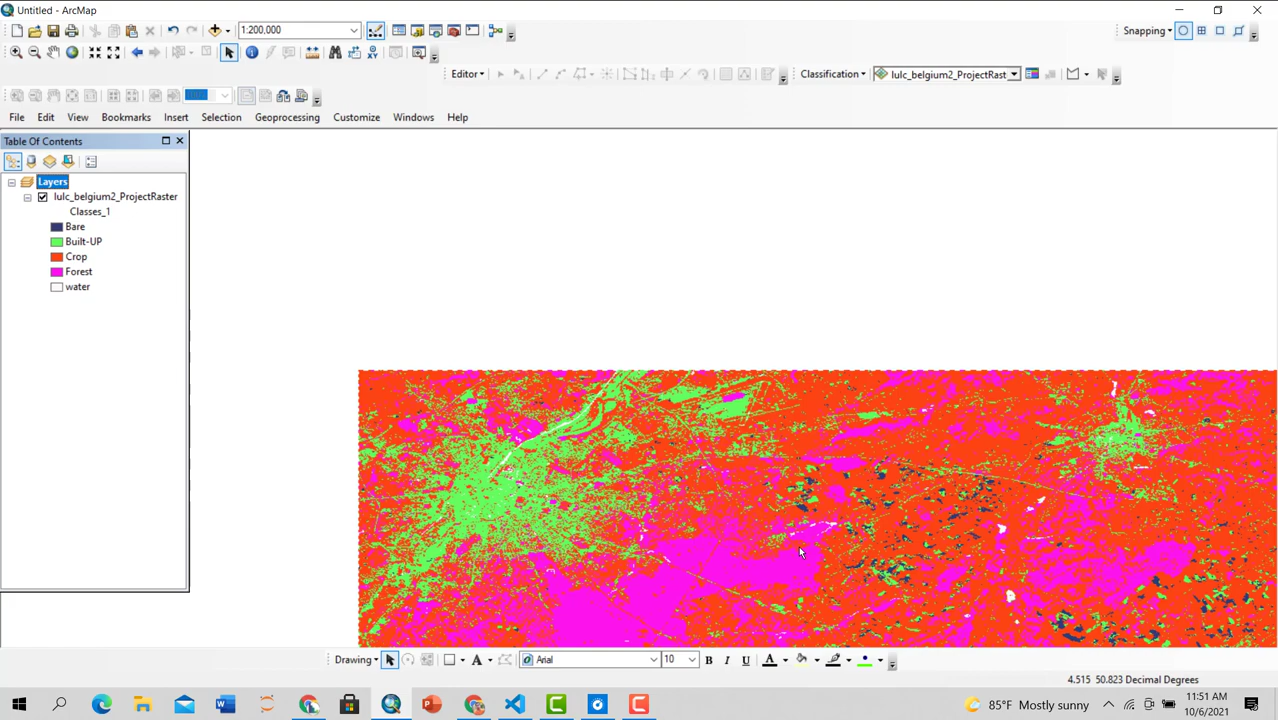 Untitled - ArcMap
1:200,000
Snapping
Editor
Classification
lulc_belgium2_ProjectRast
File Edit View Bookmarks Insert Selection Geoprocessing Customize Windows Help
Table Of Contents
Layers
lulc_belgium2_ProjectRaster
Classes_1
Bare
Built-UP
Crop
Forest
water
Drawing
A
Arial
10
B I U A
4.515 50.823 Decimal Degrees
85°F Mostly sunny
11:51 AM
10/6/2021